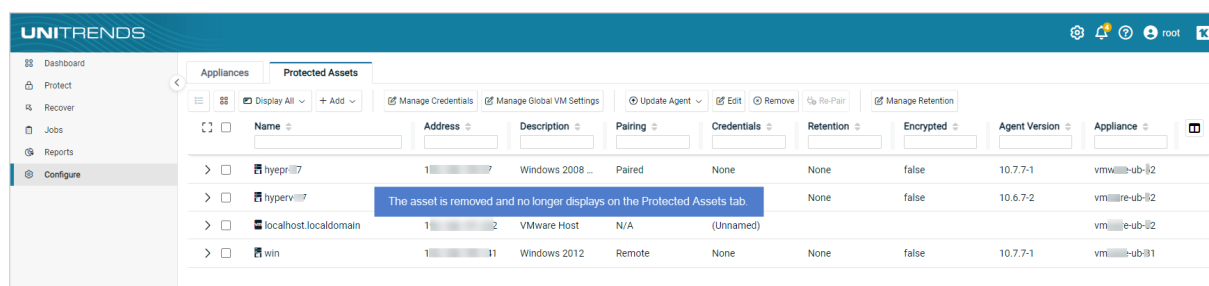 UNITRENDS
4
root
Dashboard
Protect
Recover
Jobs
Reports
Configure
Appliances Protected Assets
Display All + Add Manage Credentials Manage Global VM Settings Update Agent Edit Remove Re-Pair Manage Retention
Name Address Description Pairing Credentials Retention Encrypted Agent Version Appliance
Windows 2008 ... Paired None None false 10.7.7-1
None false 10.6.7-2
The asset is removed and no longer displays on the Protected Assets tab.
localhost.localdomain VMware Host N/A (Unnamed)
win Windows 2012 Remote None None false 10.7.7-1